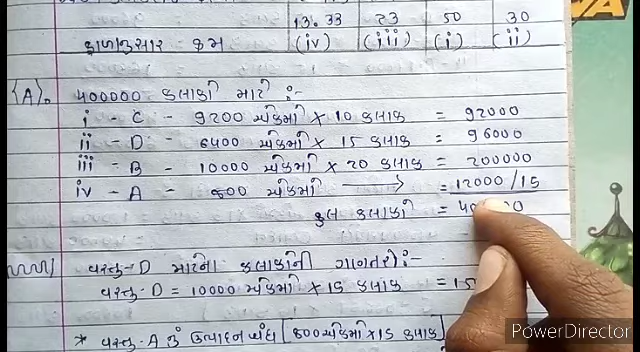 13.33 23 50 30
ફાળાનુસાર ક્રમ (iv) (iii) (i) (ii)
(A). 400000 કલાકો માટે :-
i - C - 9200 એકમો × 10 કલાક = 92000
ii - D - 6400 એકમો × 15 કલાક = 96000
iii - B - 10000 એકમો × 20 કલાક = 200000
iv - A - 800 એકમો → = 12000 / 15
કુલ કલાકો = 40
વસ્તુ-D માટેના કલાકોની ગણતરી :-
વસ્તુ-D = 10000 એકમો × 15 કલાક = 15
* વસ્તુ-A નું ઉત્પાદન બંધ [800 એકમો × 15 કલાક]
PowerDirector